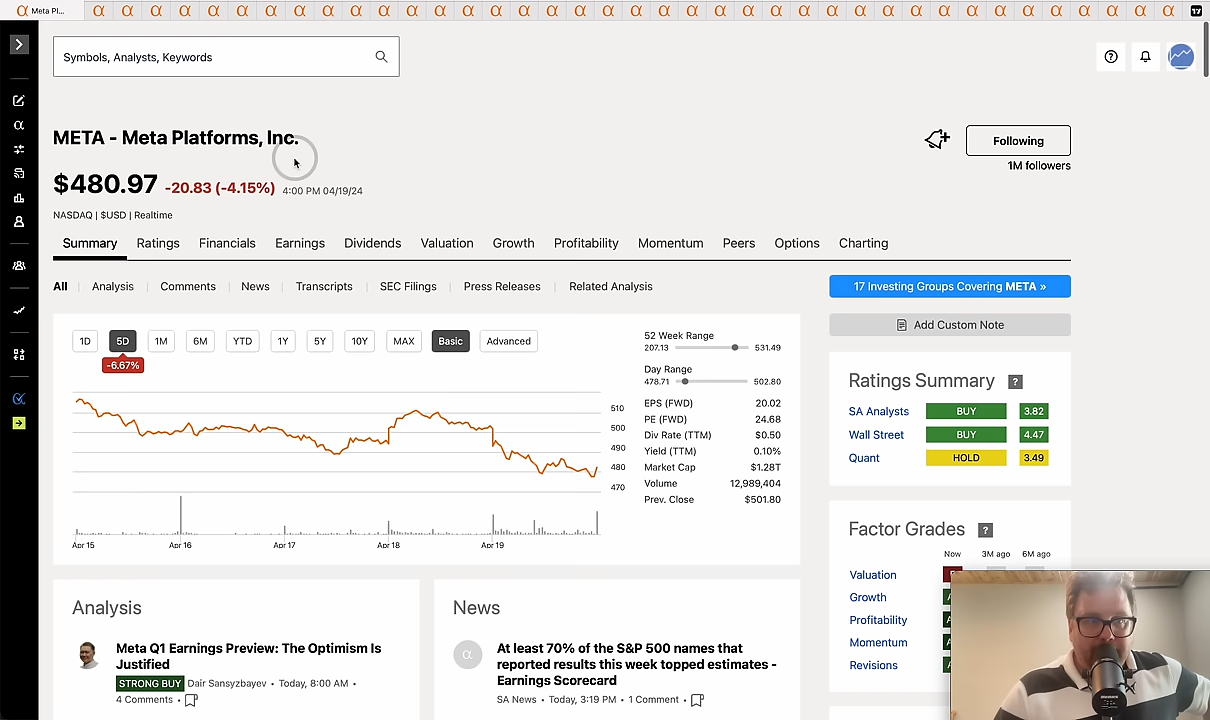 Meta Pl...
Symbols, Analysts, Keywords
META - Meta Platforms, Inc.
Following
1M followers
$480.97 -20.83 (-4.15%) 4:00 PM 04/19/24
NASDAQ | $USD | Realtime
Summary Ratings Financials Earnings Dividends Valuation Growth Profitability Momentum Peers Options Charting
All Analysis Comments News Transcripts SEC Filings Press Releases Related Analysis
17 Investing Groups Covering META »
Add Custom Note
1D 5D 1M 6M YTD 1Y 5Y 10Y MAX Basic Advanced
-6.67%
510
500
490
480
470
Apr 15 Apr 16 Apr 17 Apr 18 Apr 19
52 Week Range
207.13 531.49
Day Range
478.71 502.80
EPS (FWD) 20.02
PE (FWD) 24.68
Div Rate (TTM) $0.50
Yield (TTM) 0.10%
Market Cap $1.28T
Volume 12,989,404
Prev. Close $501.80
Ratings Summary ?
SA Analysts BUY 3.82
Wall Street BUY 4.47
Quant HOLD 3.49
Factor Grades ?
Now 3M ago 6M ago
Valuation
Growth
Profitability
Momentum
Revisions
Analysis
Meta Q1 Earnings Preview: The Optimism Is
Justified
STRONG BUY Dair Sansyzbayev • Today, 8:00 AM •
4 Comments •
News
At least 70% of the S&P 500 names that
reported results this week topped estimates -
Earnings Scorecard
SA News • Today, 3:19 PM • 1 Comment •